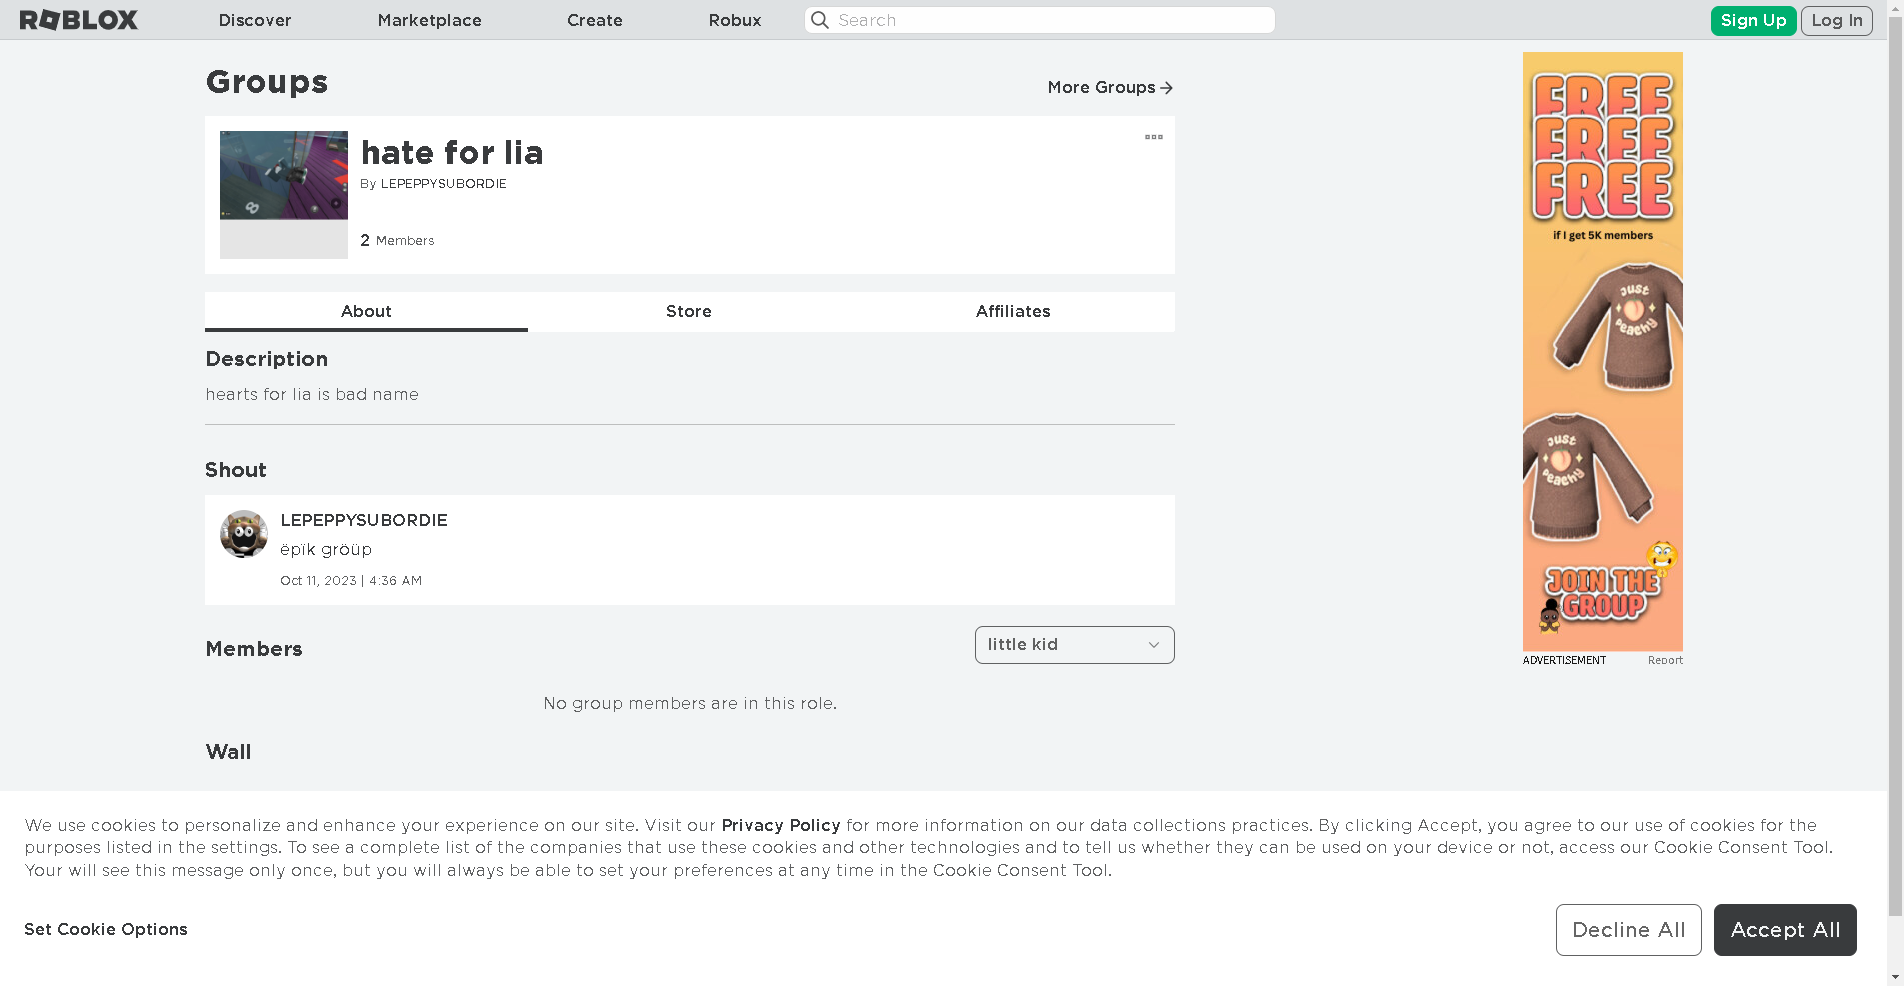 ROBLOX
Discover
Marketplace
Create
Robux
Search
Sign Up
Log In
Groups
More Groups
hate for lia
By LEPEPPYSUBORDIE
2 Members
8
About
Store
Affiliates
Description
hearts for lia is bad name
Shout
LEPEPPYSUBORDIE
ëpïk gröüp
Oct 11, 2023 | 4:36 AM
Members
little kid
No group members are in this role.
Wall
FREE
FREE
FREE
if I get 5K members
JUST
Peachy
JUST
Peachy
JOIN THE
GROUP
ADVERTISEMENT
Report
We use cookies to personalize and enhance your experience on our site. Visit our Privacy Policy for more information on our data collections practices. By clicking Accept, you agree to our use of cookies for the
purposes listed in the settings. To see a complete list of the companies that use these cookies and other technologies and to tell us whether they can be used on your device or not, access our Cookie Consent Tool.
Your will see this message only once, but you will always be able to set your preferences at any time in the Cookie Consent Tool.
Set Cookie Options
Decline All
Accept All